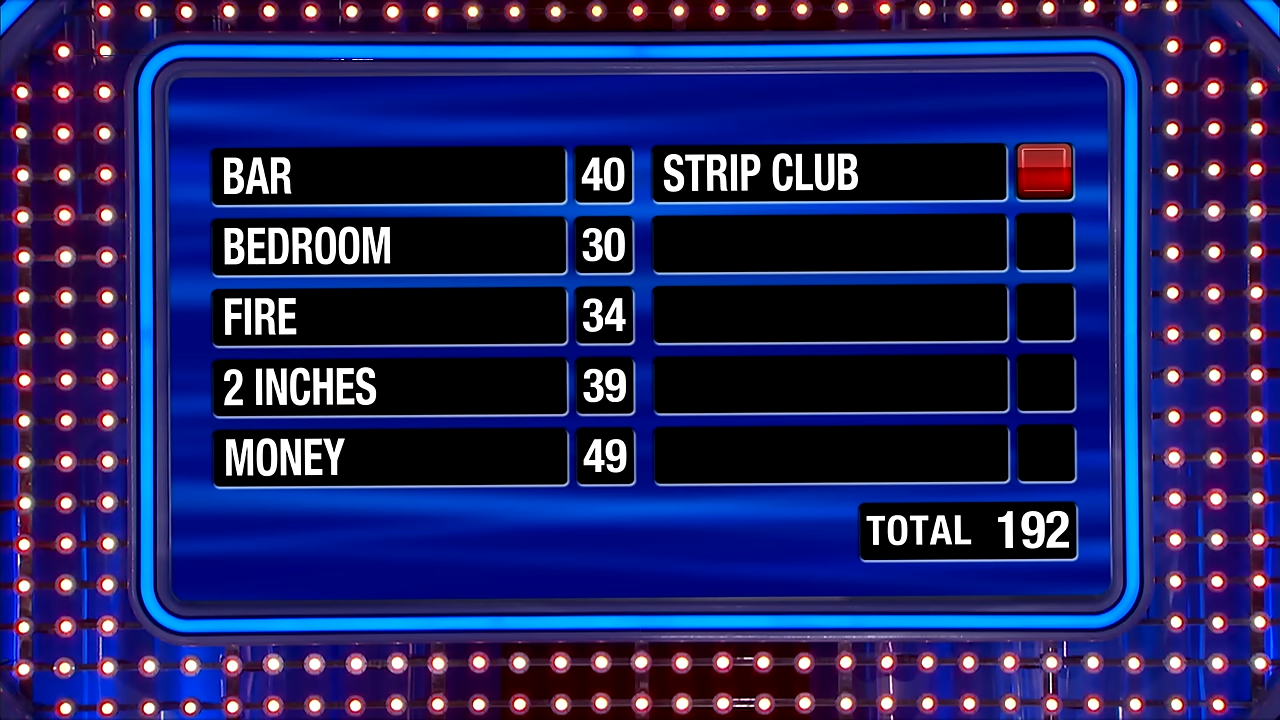 BAR 40 STRIP CLUB
BEDROOM 30
FIRE 34
2 INCHES 39
MONEY 49
TOTAL 192